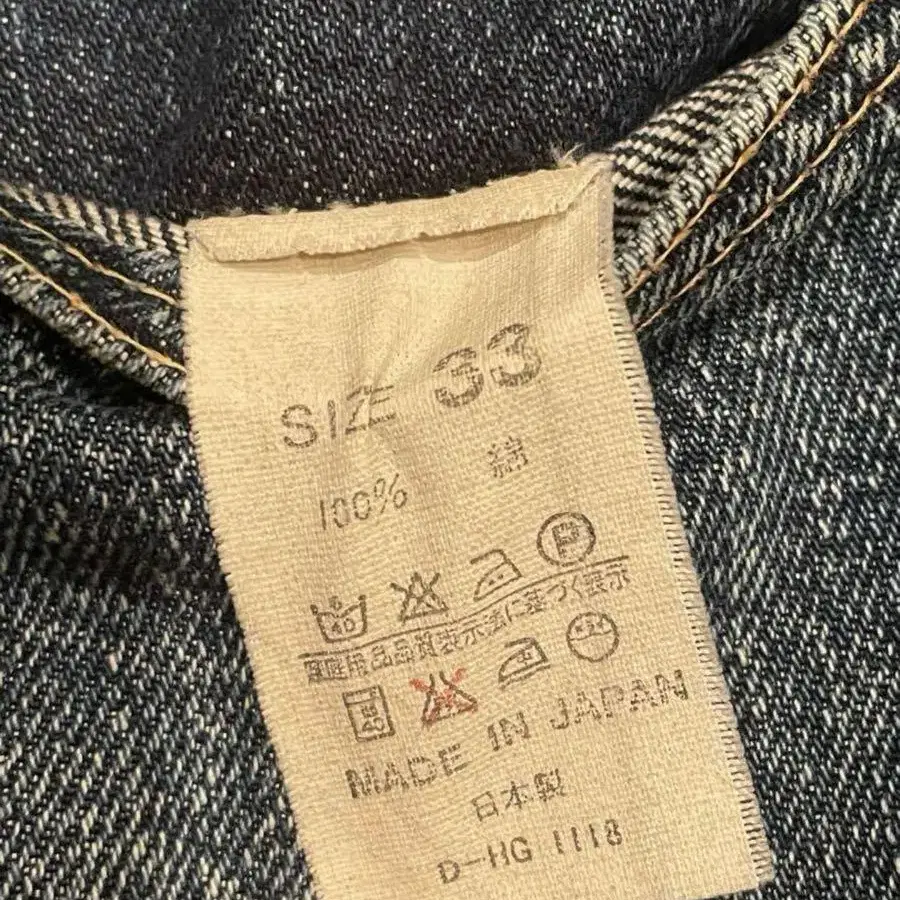 SIZE 33
100% 綿
40 P
家庭用品品質表示法に基づく表示
MADE IN JAPAN
日本製
D-HG 1118